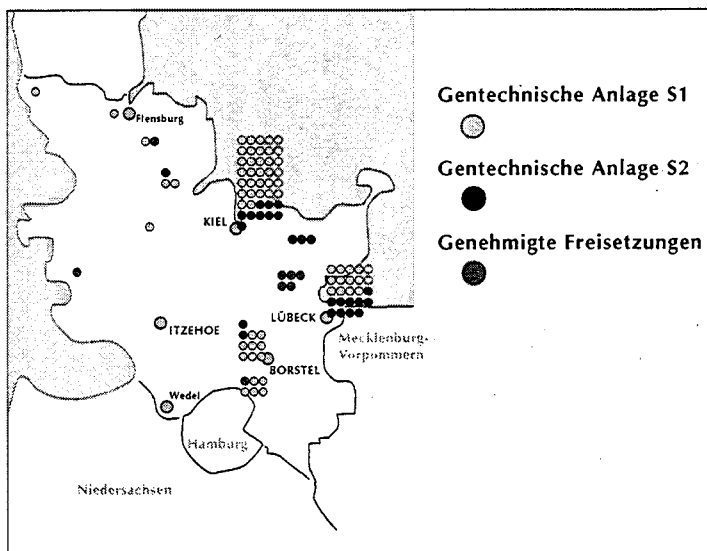 Gentechnische Anlage S1
Gentechnische Anlage S2
Genehmigte Freisetzungen
Flensburg
KIEL
LÜBECK
ITZEHOE
Mecklenburg-
Vorpommern
BORSTEL
Wedel
Hamburg
Niedersachsen